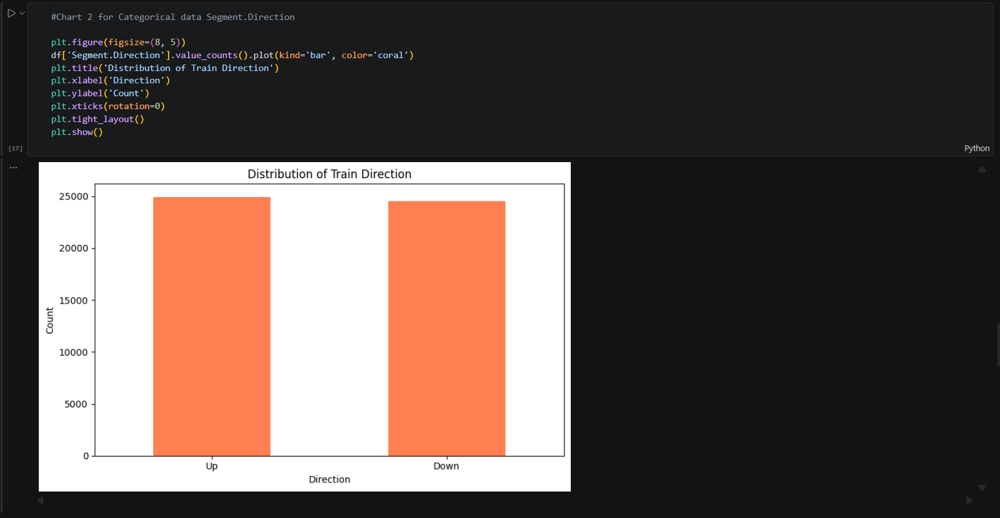 #Chart 2 for Categorical data Segment.Direction
plt.figure(figsize=(8, 5))
df['Segment.Direction'].value_counts().plot(kind='bar', color='coral')
plt.title('Distribution of Train Direction')
plt.xlabel('Direction')
plt.ylabel('Count')
plt.xticks(rotation=0)
plt.tight_layout()
plt.show()
[17]
Python
...
Distribution of Train Direction
25000
20000
15000
10000
5000
0
Count
Up
Down
Direction